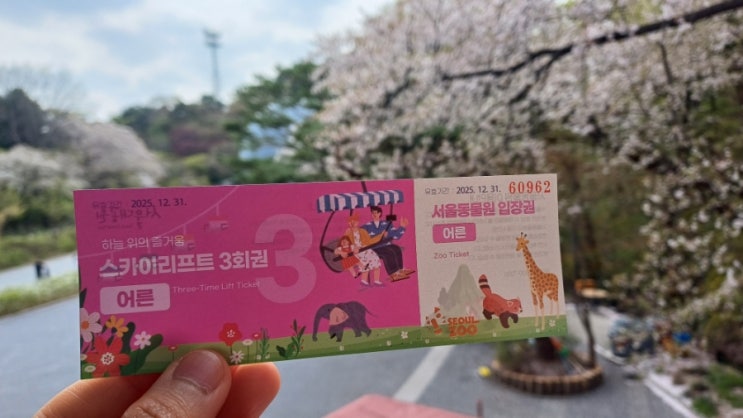 유효기간 : 2025. 12. 31.
하늘 위의 즐거움
스카이리프트 3회권
어른
Three-Time Lift Ticket
3
유효기간 : 2025. 12. 31. 60962
서울동물원 입장권
어른
Zoo Ticket
SEOUL
ZOO